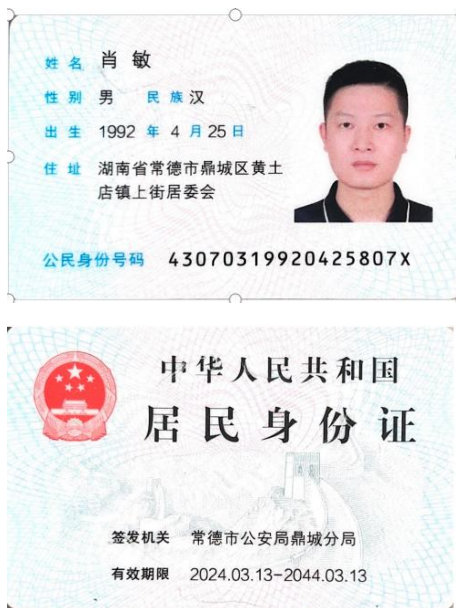 姓名 肖敏
性别 男 民族 汉
出生 1992 年 4 月 25 日
住址 湖南省常德市鼎城区黄土
店镇上街居委会
公民身份号码 43070319920425807X
中华人民共和国
居民身份证
签发机关 常德市公安局鼎城分局
有效期限 2024.03.13-2044.03.13